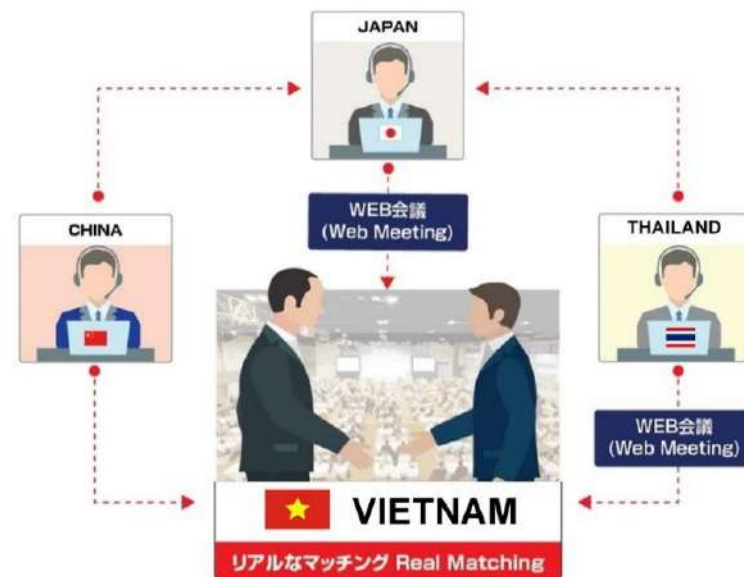 JAPAN
WEB会議
(Web Meeting)
CHINA
THAILAND
WEB会議
(Web Meeting)
VIETNAM
リアルなマッチング Real Matching